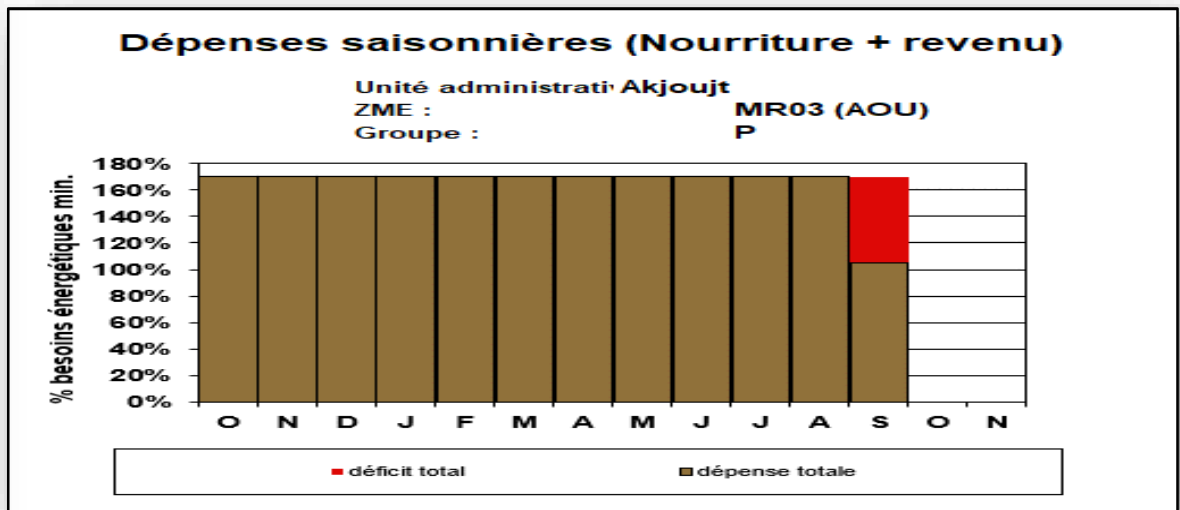 Dépenses saisonnières (Nourriture + revenu)
Unité administrati Akjoujt
ZME : MR03 (AOU)
Groupe : P
% besoins énergétiques min.
180%
160%
140%
120%
100%
80%
60%
40%
20%
0%
O N D J F M A M J J A S O N
déficit total dépense totale